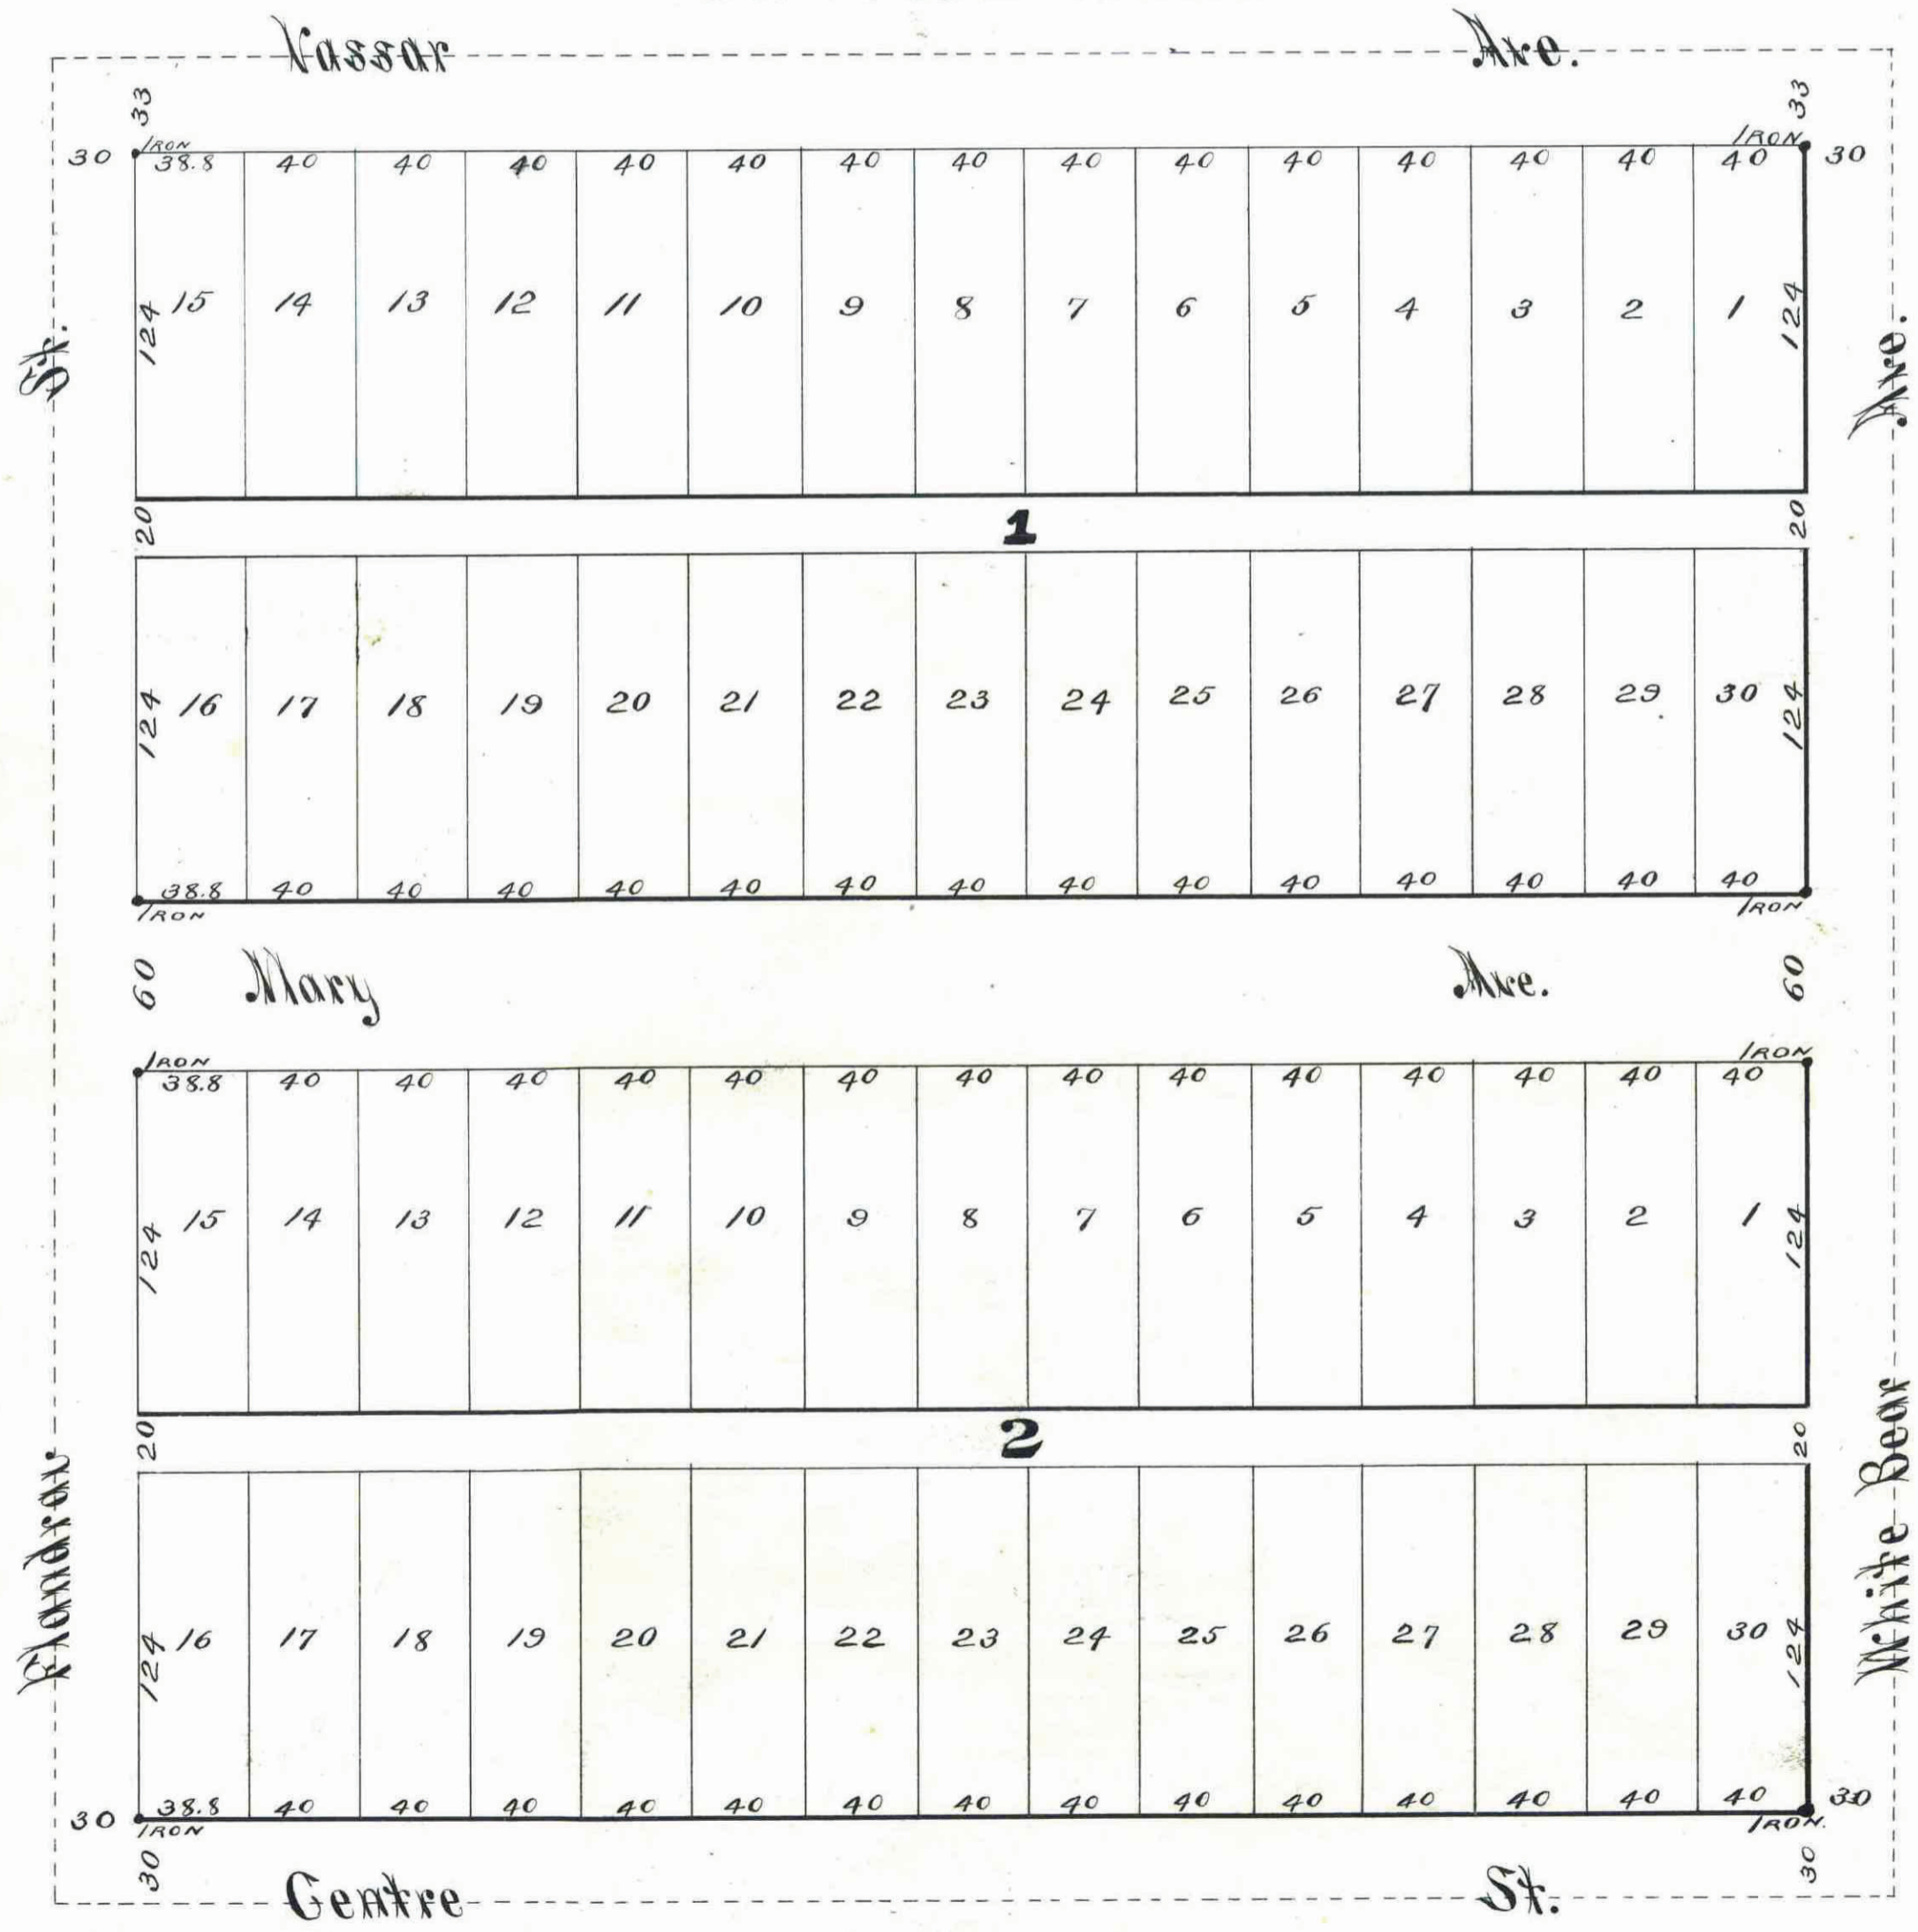 Vassar Ave.
33 33
IRON IRON
30 38.8 40 40 40 40 40 40 40 40 40 40 40 40 40 40 30
124 15 14 13 12 11 10 9 8 7 6 5 4 3 2 1 124
St. Ave.
20 1 20
124 16 17 18 19 20 21 22 23 24 25 26 27 28 29 30 124
38.8 40 40 40 40 40 40 40 40 40 40 40 40 40 40
IRON IRON
60 Mary Ave. 60
IRON IRON
38.8 40 40 40 40 40 40 40 40 40 40 40 40 40 40
124 15 14 13 12 11 10 9 8 7 6 5 4 3 2 1 124
20 2 20
Flandrau White Bear
124 16 17 18 19 20 21 22 23 24 25 26 27 28 29 30 124
30 38.8 40 40 40 40 40 40 40 40 40 40 40 40 40 40 30
IRON IRON.
30 30
Centre St.